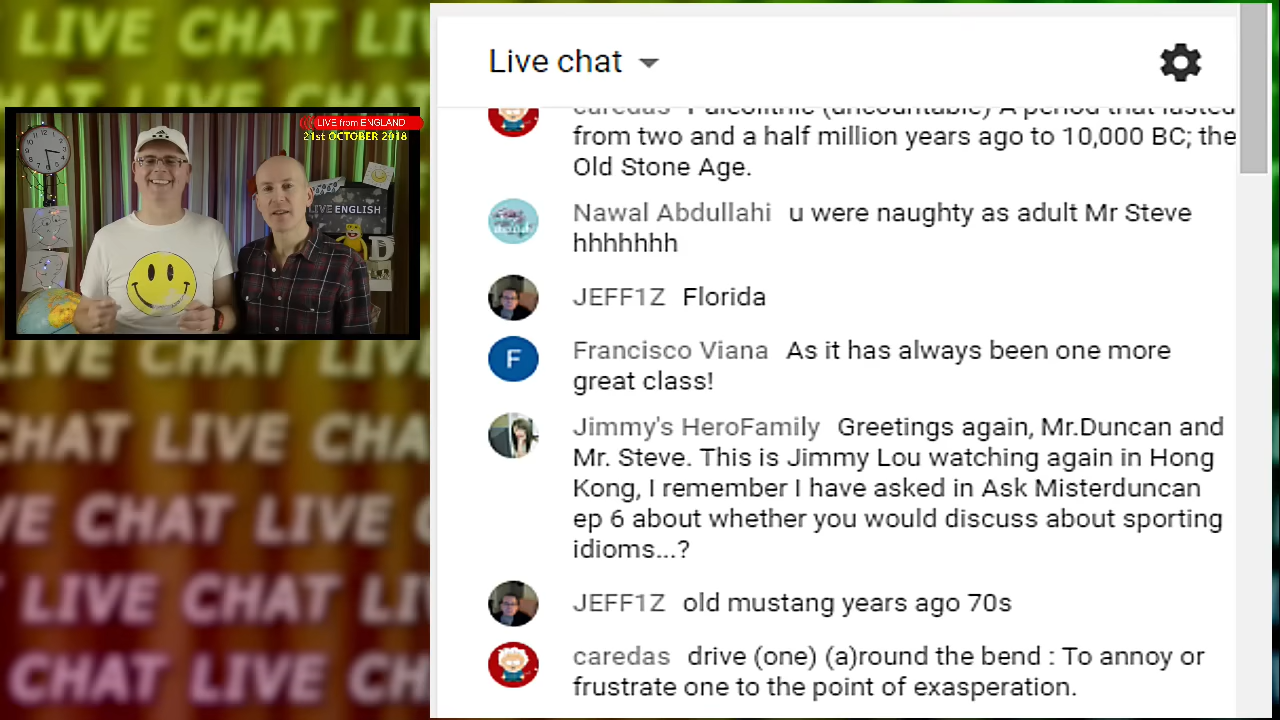 LIVE CHAT LIV
LIVE from ENGLAND
21st OCTOBER 2018
LIVE ENGLISH
D
CHAT LIVE CHAT
VE CHAT LIVE
LIVE CHAT LIVE
CHAT LIVE CHA
Live chat
caredas Paleolithic (uncountable) A period that lasted
from two and a half million years ago to 10,000 BC; the
Old Stone Age.
Nawal Abdullahi u were naughty as adult Mr Steve
hhhhhhh
JEFF1Z Florida
F
Francisco Viana As it has always been one more
great class!
Jimmy's HeroFamily Greetings again, Mr.Duncan and
Mr. Steve. This is Jimmy Lou watching again in Hong
Kong, I remember I have asked in Ask Misterduncan
ep 6 about whether you would discuss about sporting
idioms...?
JEFF1Z old mustang years ago 70s
caredas drive (one) (a)round the bend : To annoy or
frustrate one to the point of exasperation.